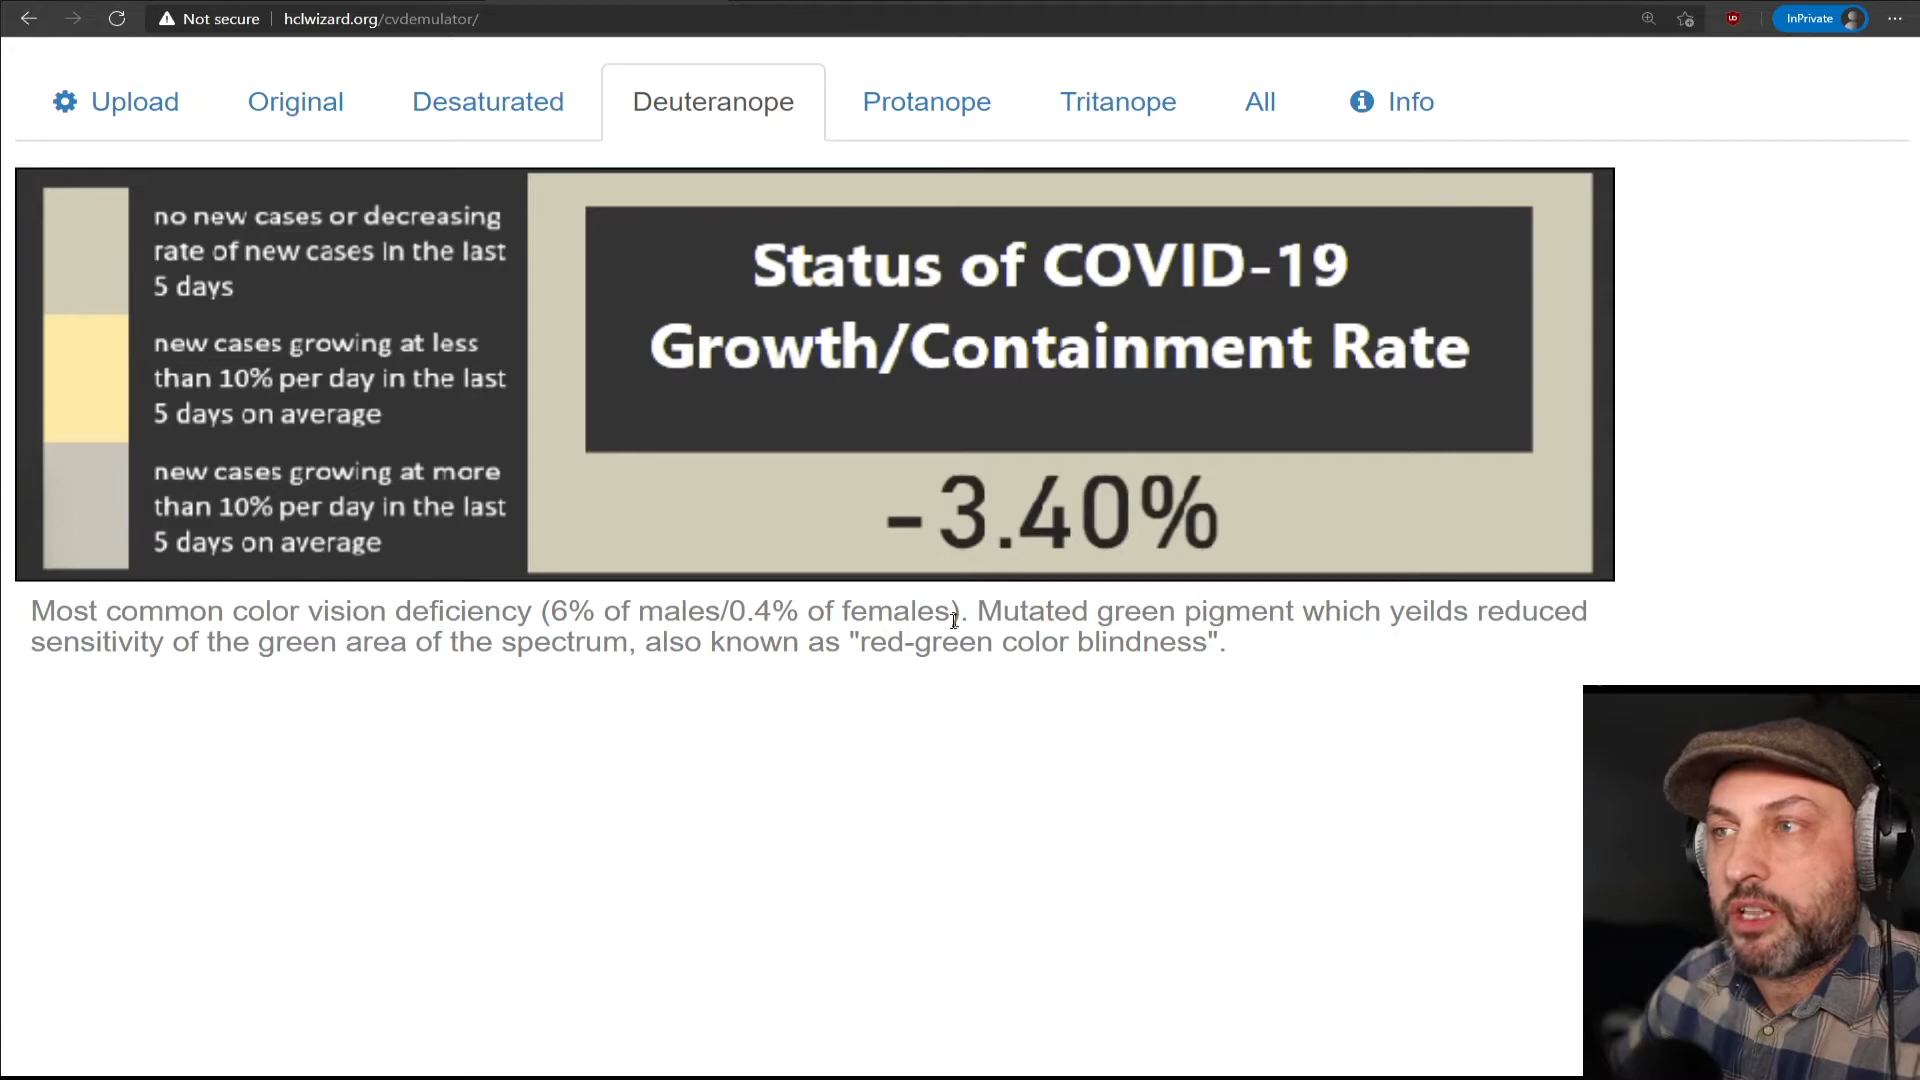 Not secure
hclwizard.org/cvdemulator/
InPrivate
Upload
Original
Desaturated
Deuteranope
Protanope
Tritanope
All
Info
no new cases or decreasing
rate of new cases in the last
5 days
new cases growing at less
than 10% per day in the last
5 days on average
new cases growing at more
than 10% per day in the last
5 days on average
Status of COVID-19
Growth/Containment Rate
-3.40%
Most common color vision deficiency (6% of males/0.4% of females). Mutated green pigment which yeilds reduced
sensitivity of the green area of the spectrum, also known as "red-green color blindness".